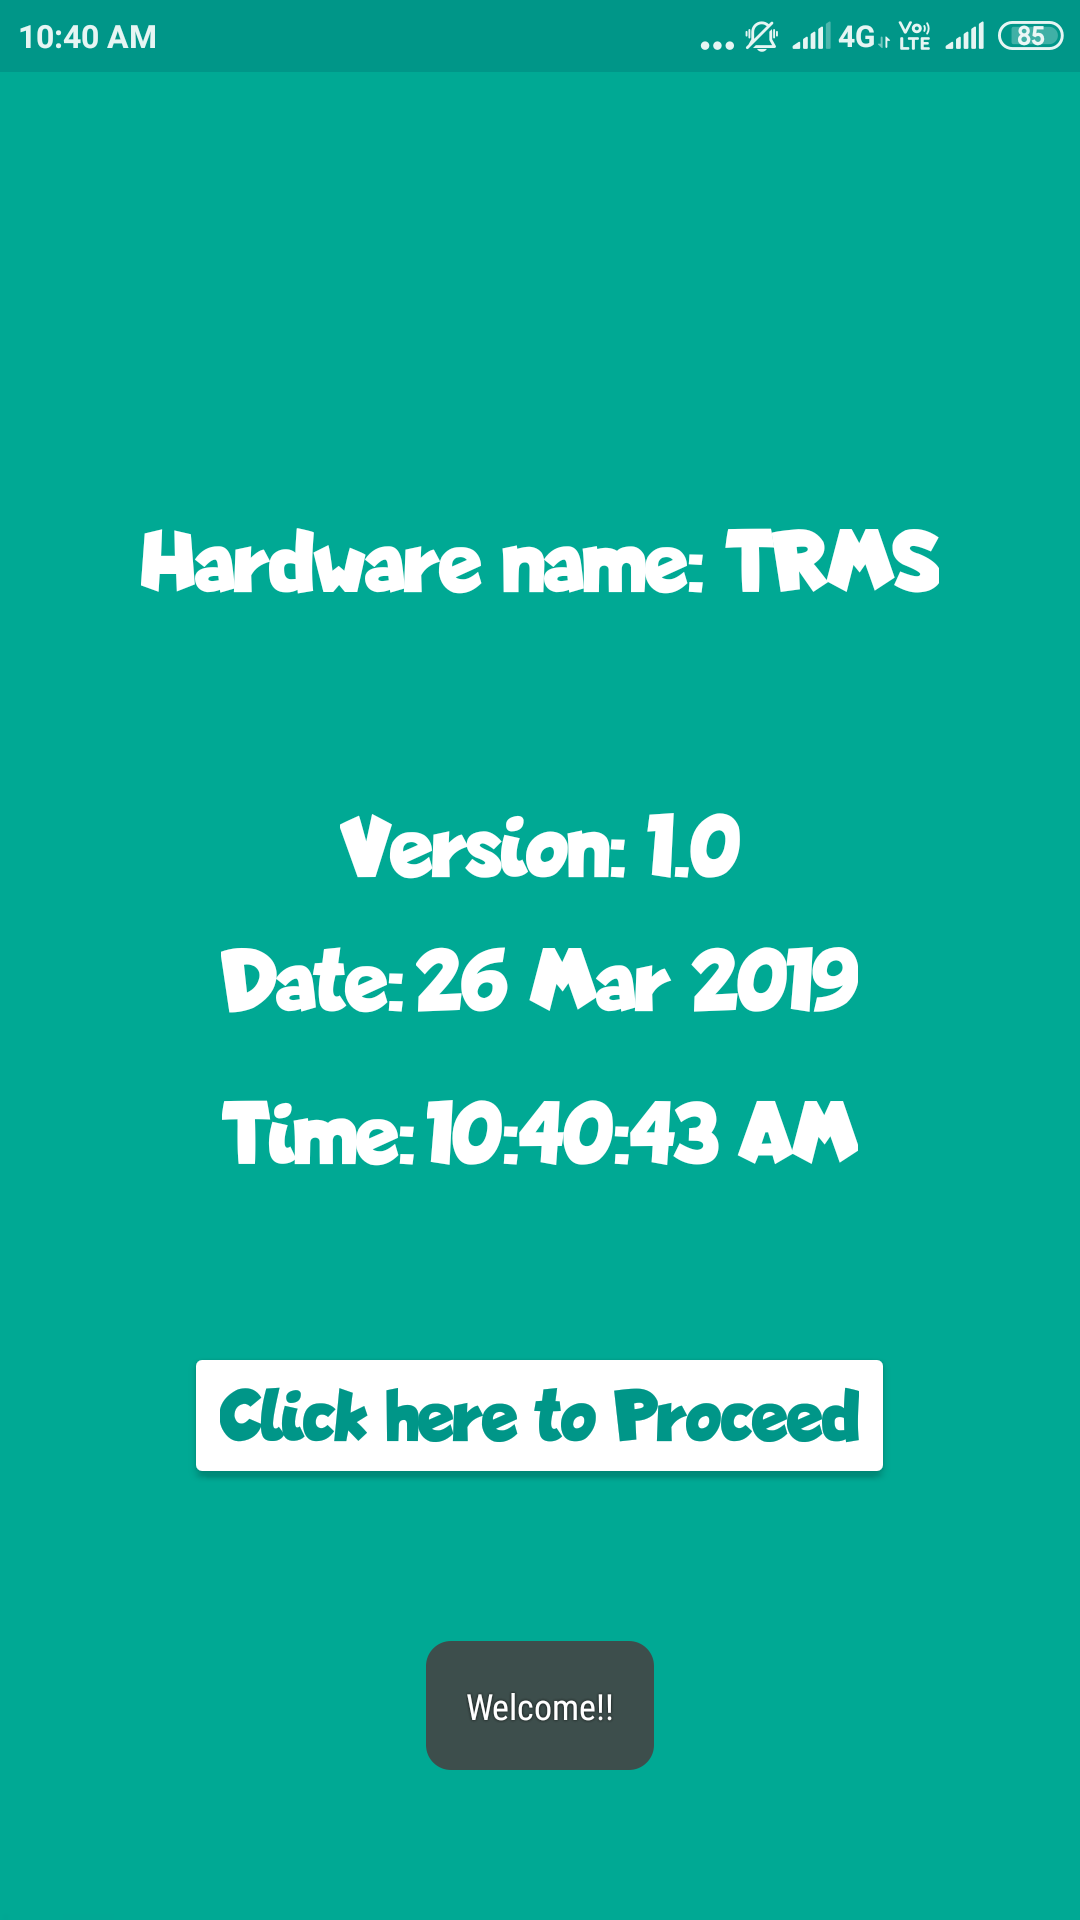 10:40 AM ... 4G Vo)) LTE 85
Hardware name: TRMS
Version: 1.0
Date: 26 Mar 2019
Time: 10:40:43 AM
Click here to Proceed
Welcome!!